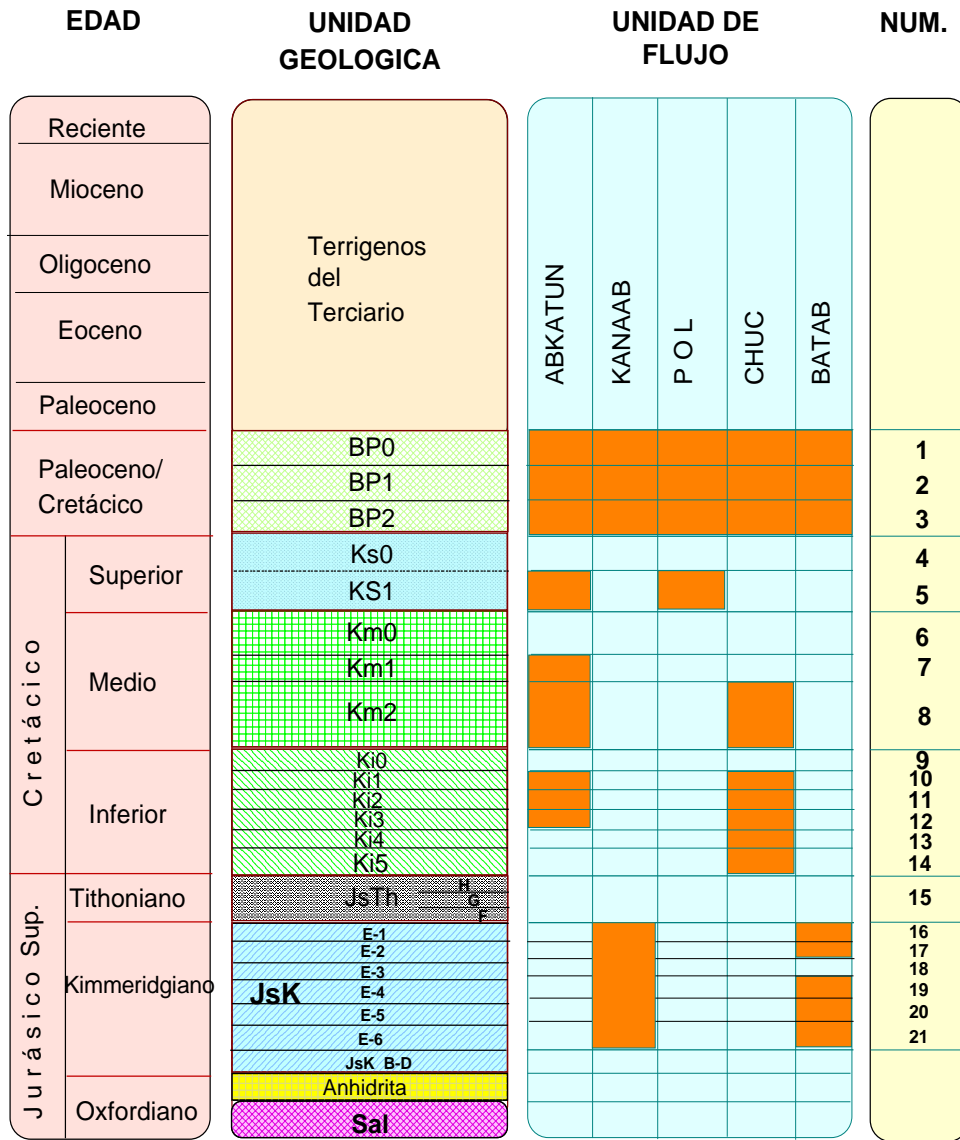 EDAD
UNIDAD
GEOLOGICA
UNIDAD DE
FLUJO
NUM.
Reciente
Mioceno
Oligoceno
Eoceno
Paleoceno
Paleoceno/
Cretácico
Cretácico
Superior
Medio
Inferior
Jurásico Sup.
Tithoniano
Kimmeridgiano
Oxfordiano
Terrigenos
del
Terciario
BP0
BP1
BP2
Ks0
KS1
Km0
Km1
Km2
Ki0
Ki1
Ki2
Ki3
Ki4
Ki5
JsTh
H
G
F
JsK
E-1
E-2
E-3
E-4
E-5
E-6
JsK B-D
Anhidrita
Sal
ABKATUN
KANAAB
P O L
CHUC
BATAB
1
2
3
4
5
6
7
8
9
10
11
12
13
14
15
16
17
18
19
20
21